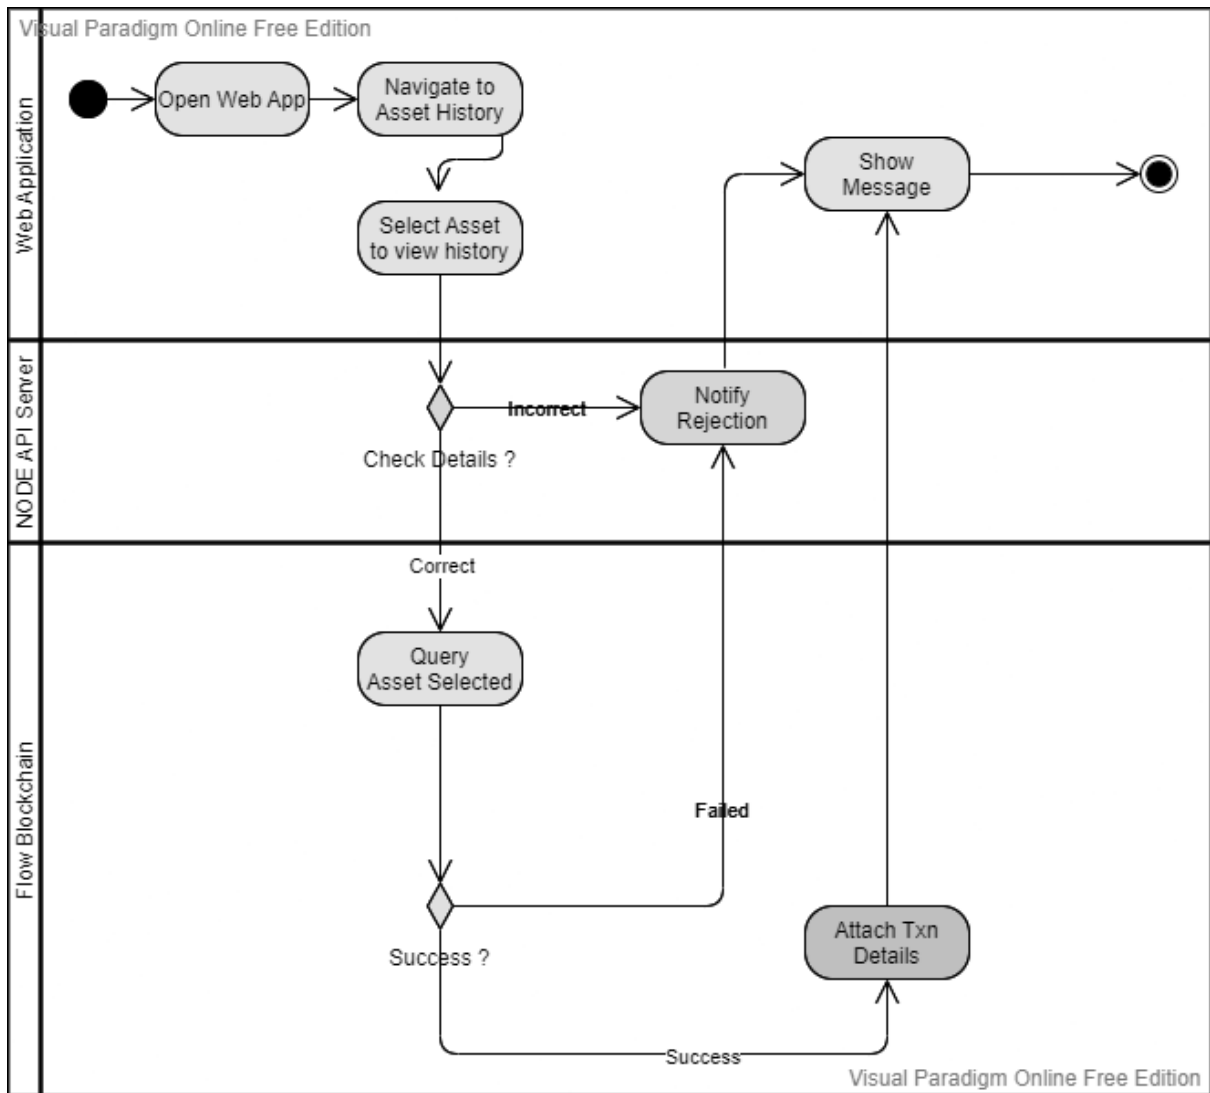 Visual Paradigm Online Free Edition
Web Application
Open Web App
Navigate to
Asset History
Select Asset
to view history
Show
Message
NODE API Server
Incorrect
Notify
Rejection
Check Details ?
Flow Blockchain
Correct
Query
Asset Selected
Failed
Success ?
Attach Txn
Details
Success
Visual Paradigm Online Free Edition